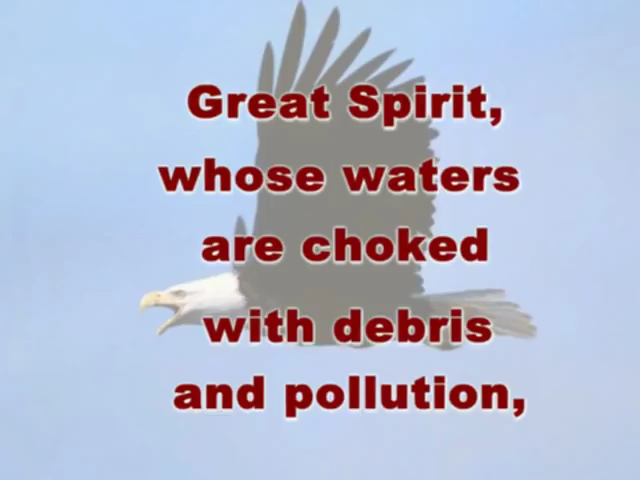 Great Spirit,
whose waters
are choked
with debris
and pollution,